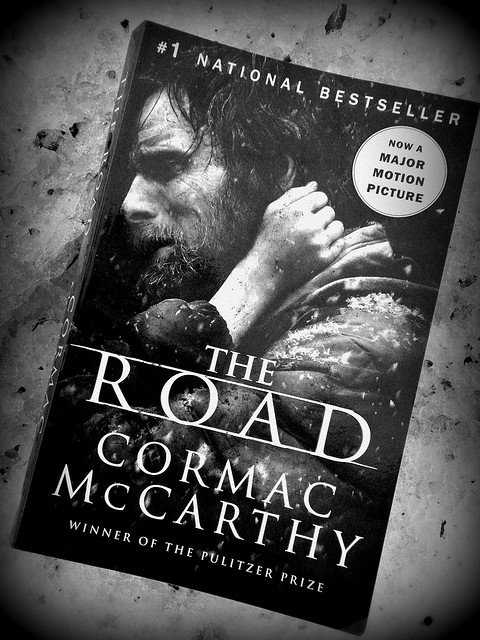 #1 NATIONAL BESTSELLER
NOW A
MAJOR
MOTION
PICTURE
THE
ROAD
CORMAC
McCARTHY
WINNER OF THE PULITZER PRIZE